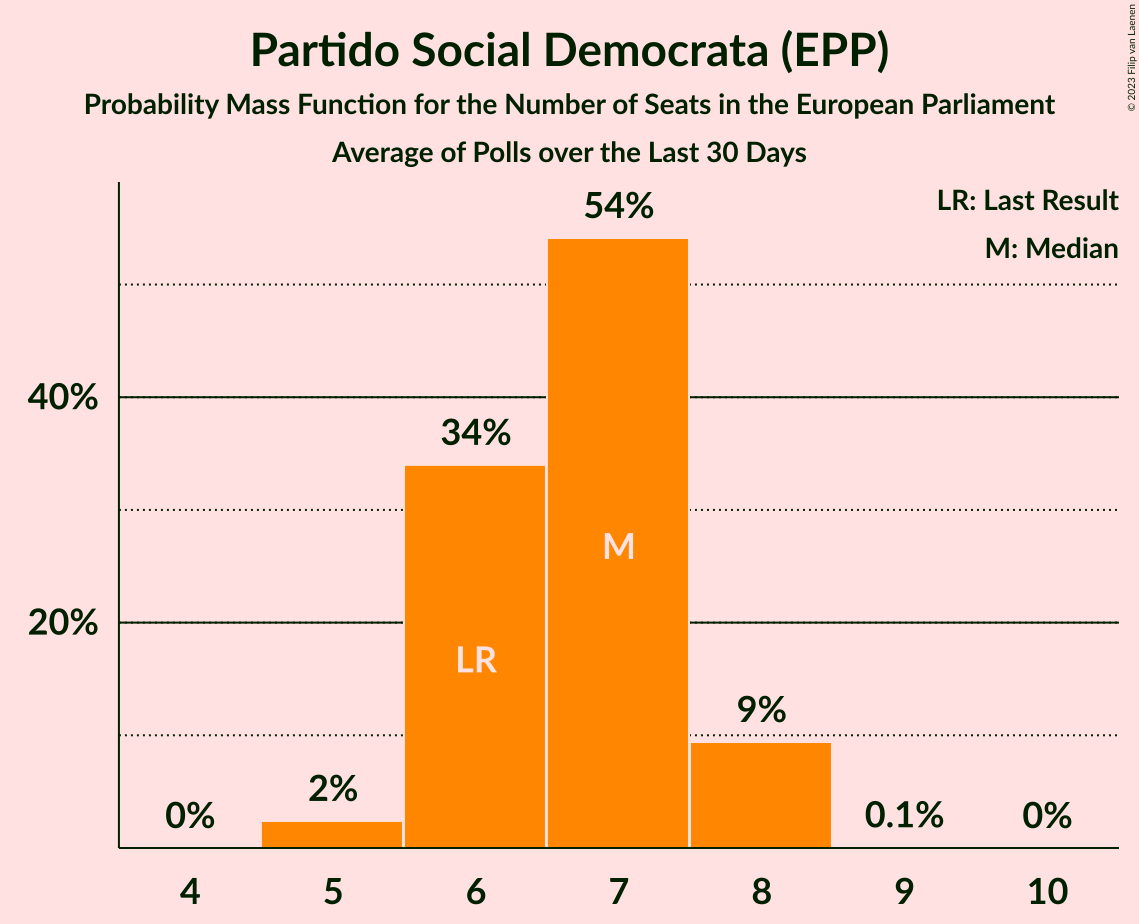 Partido Social Democrata (EPP)
Probability Mass Function for the Number of Seats in the European Parliament
Average of Polls over the Last 30 Days
© 2023 Filip van Laenen
LR: Last Result
M: Median
54%
40%
34%
M
20%
LR
9%
2%
0%
0.1%
0%
4 5 6 7 8 9 10